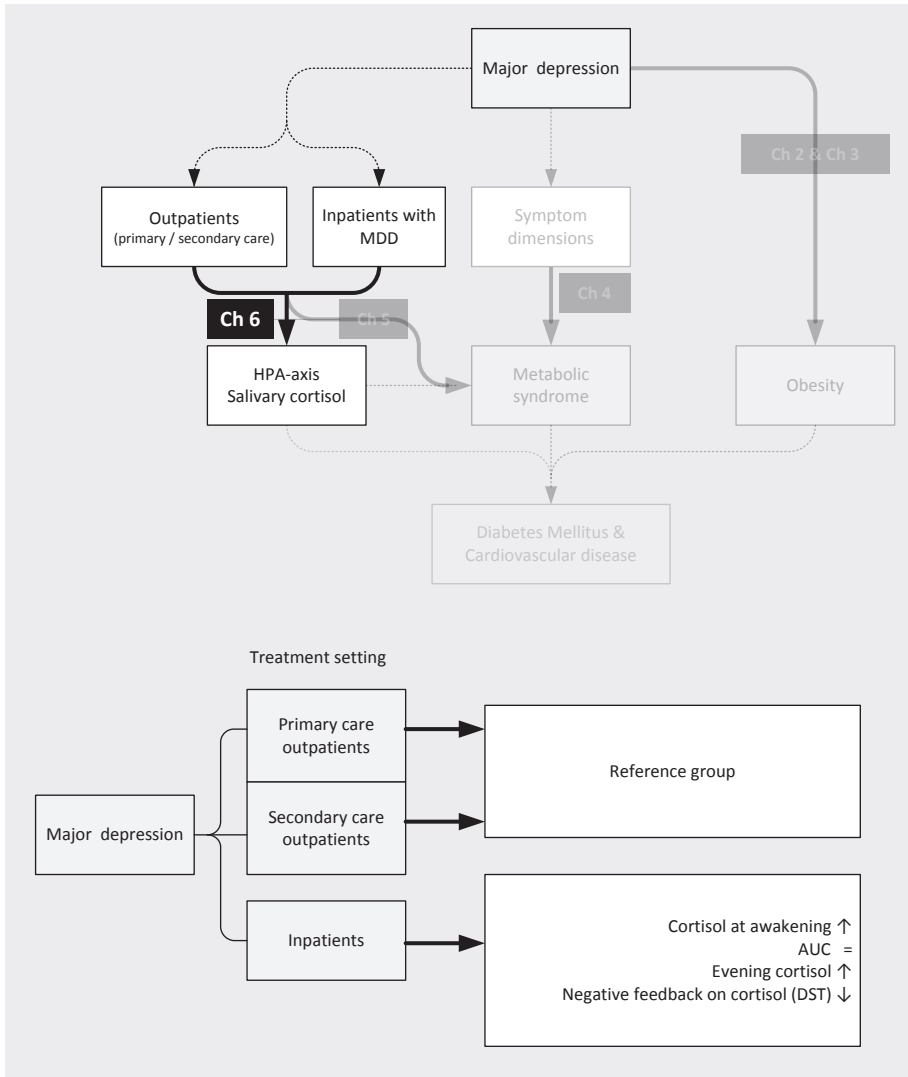 Major depression
Ch 2 & Ch 3
Outpatients
(primary / secondary care)
Inpatients with
MDD
Symptom
dimensions
Ch 4
Ch 6
Ch 5
HPA-axis
Salivary cortisol
Metabolic
syndrome
Obesity
Diabetes Mellitus &
Cardiovascular disease
Treatment setting
Primary care
outpatients
Reference group
Major depression
Secondary care
outpatients
Inpatients
Cortisol at awakening ↑
AUC =
Evening cortisol ↑
Negative feedback on cortisol (DST) ↓